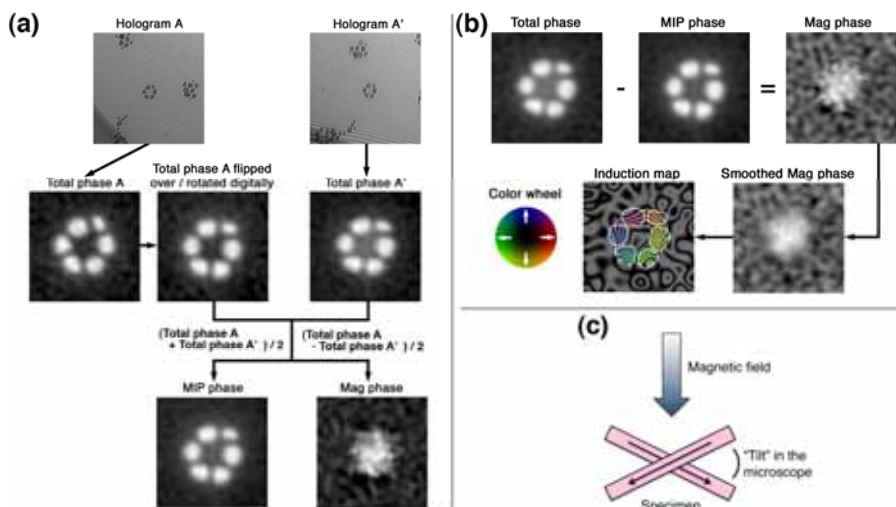 (a)
Hologram A
Hologram A'
Total phase A
Total phase A flipped
over / rotated digitally
Total phase A'
(Total phase A
+ Total phase A' ) / 2
(Total phase A
- Total phase A' ) / 2
MIP phase
Mag phase
(b)
Total phase
MIP phase
Mag phase
-
=
Color wheel
Induction map
Smoothed Mag phase
(c)
Magnetic field
"Tilt" in the
microscope
Specimen